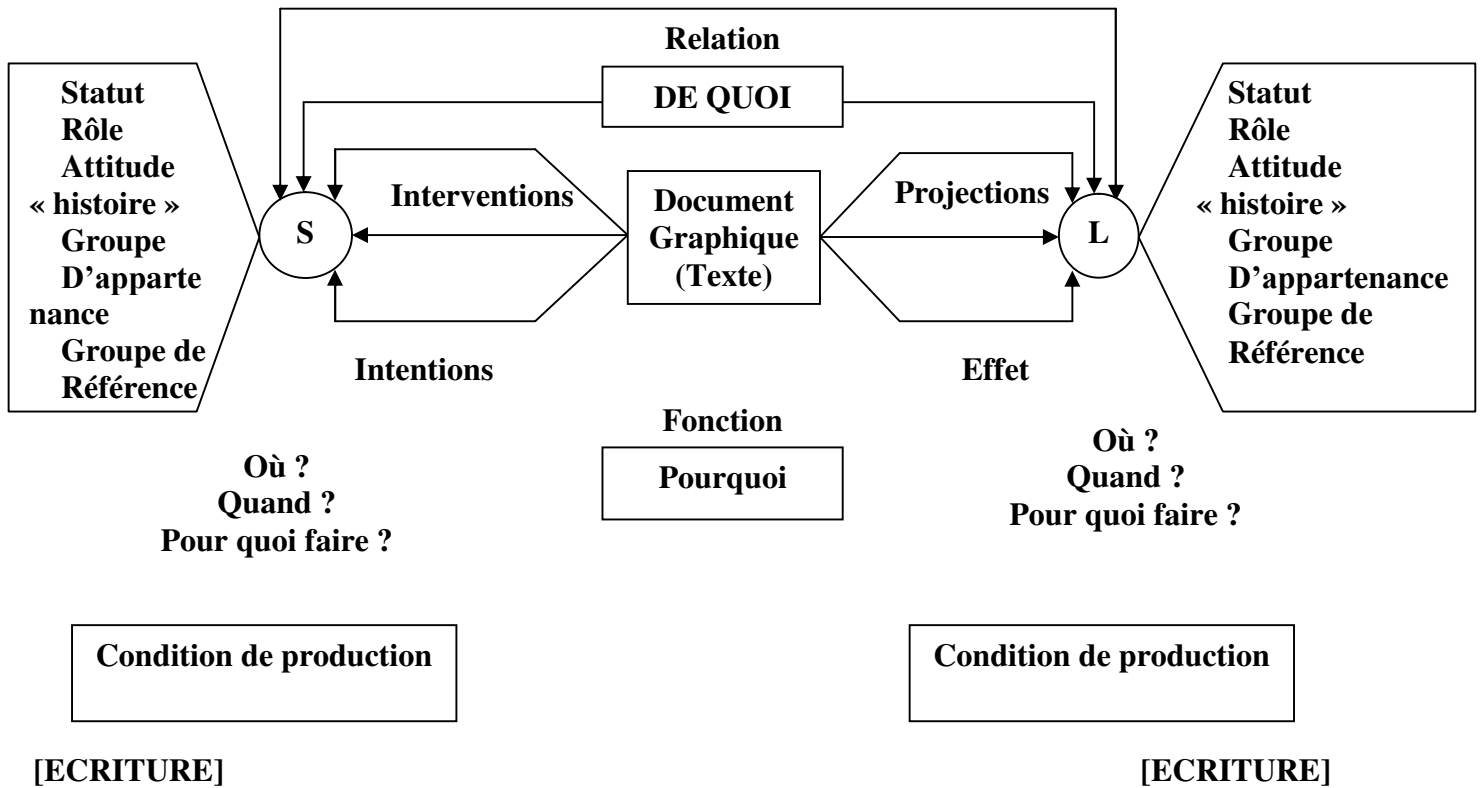 Relation
DE QUOI
Statut
Rôle
Attitude
« histoire »
Groupe
D’apparte
nance
Groupe de
Référence
S
Interventions
Intentions
Document
Graphique
(Texte)
Projections
Effet
L
Statut
Rôle
Attitude
« histoire »
Groupe
D’appartenance
Groupe de
Référence
Fonction
Pourquoi
Où ?
Quand ?
Pour quoi faire ?
Où ?
Quand ?
Pour quoi faire ?
Condition de production
Condition de production
[ECRITURE]
[ECRITURE]